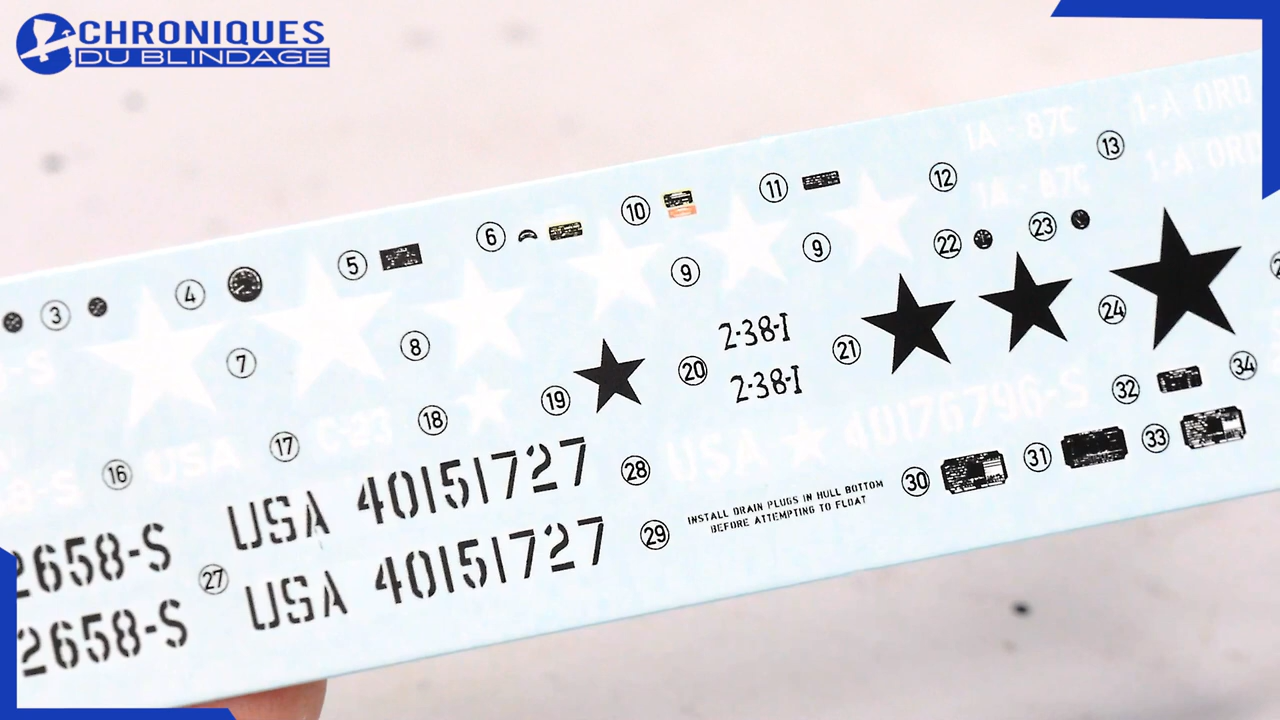 CHRONIQUES
DU BLINDAGE
1-A ORD
1A - 87C
13
1-A ORD
11
12
1A - 87C
10
6
23
5
9
22
4
9
3
24
8
2-38-I
21
34
7
20
2-38-I
32
19
18
C-33
USA ★ 40176796-S
33
17
31
USA
28
30
16
8-S
USA 40151727
INSTALL DRAIN PLUGS IN HULL BOTTOM
BEFORE ATTEMPTING TO FLOAT
29
2658-S
27
USA 40151727
2658-S